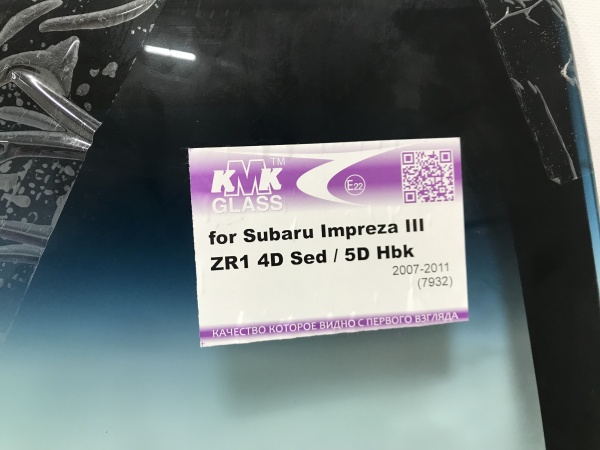 KMK™
GLASS
E22
for Subaru Impreza III
ZR1 4D Sed / 5D Hbk
2007-2011
(7932)
КАЧЕСТВО КОТОРОЕ ВИДНО С ПЕРВОГО ВЗГЛЯДА